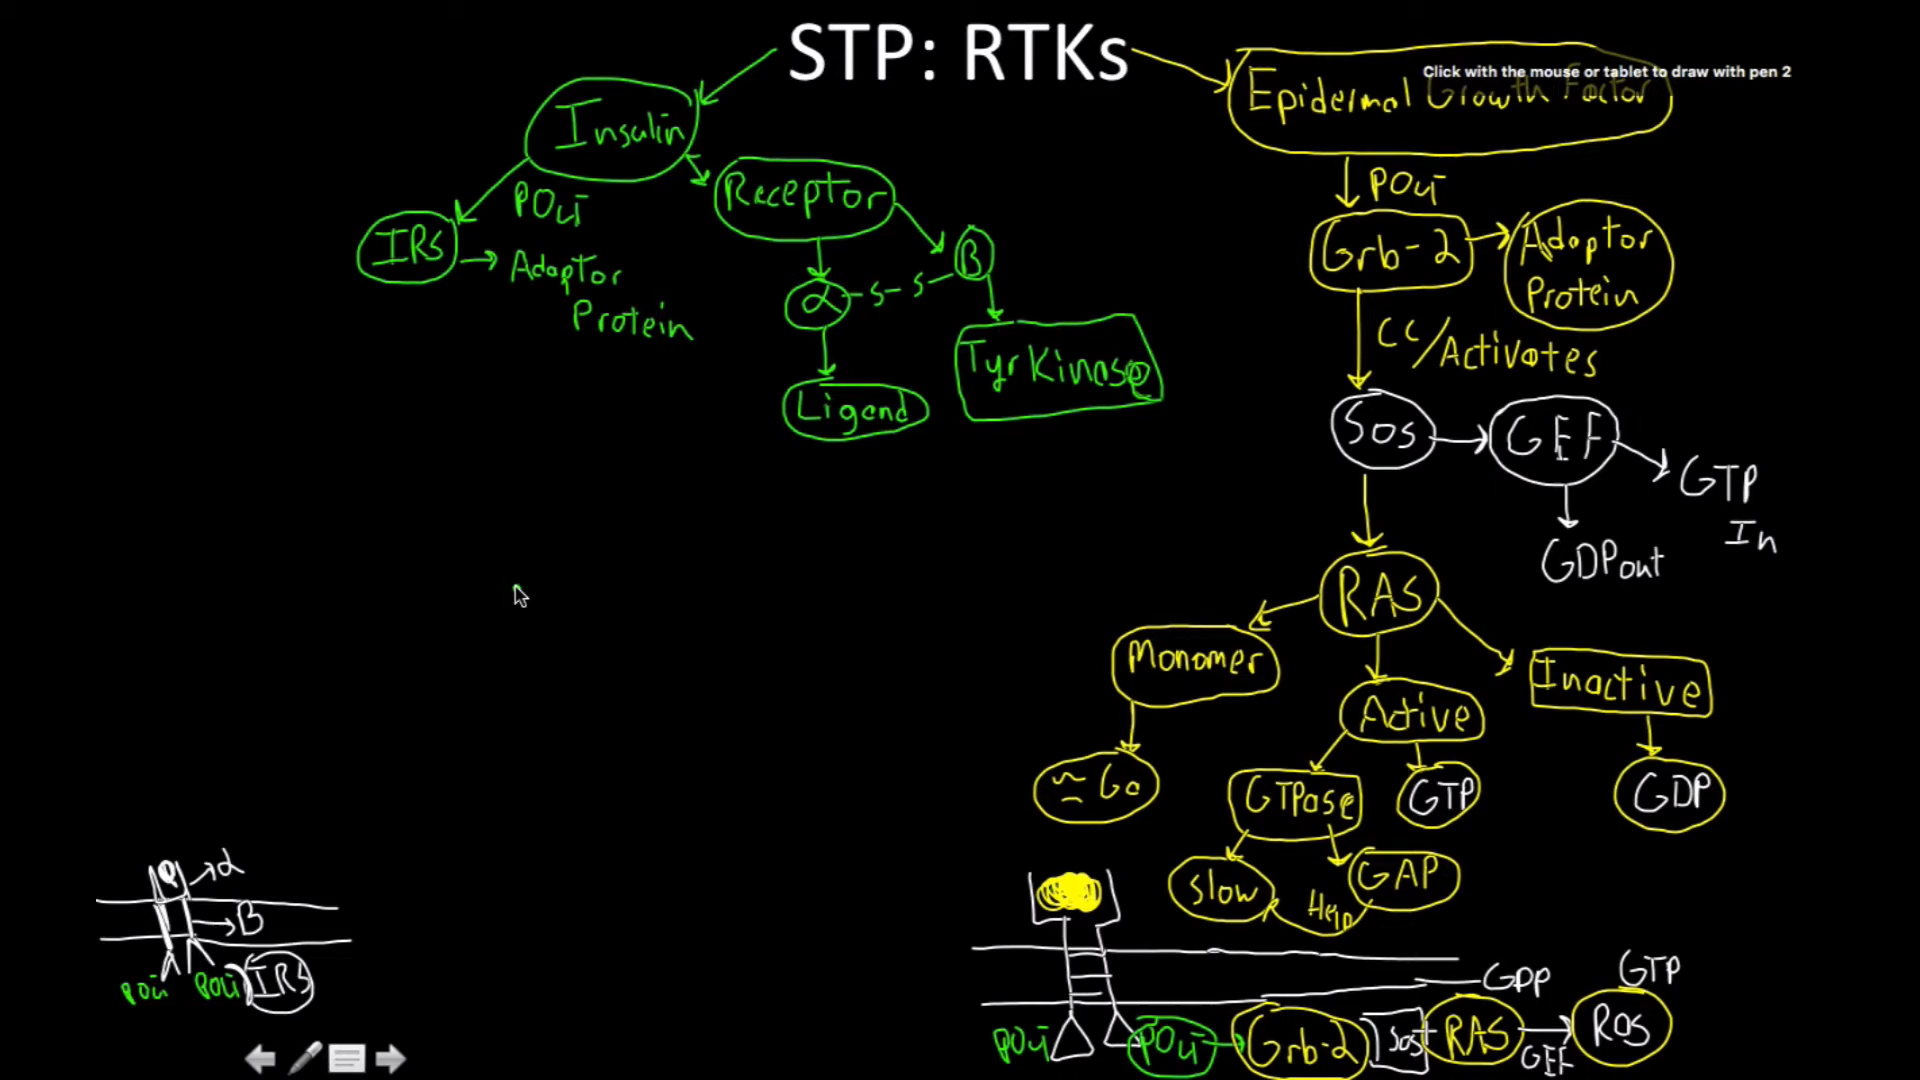 STP: RTKs
Click with the mouse or tablet to draw with pen 2
Insulin
Epidermal Growth Factor
PO4-
Receptor
IRS
Adaptor
Protein
α
S-S
B
Tyr Kinase
Ligand
PO4-
Grb-2
Adaptor
Protein
CC/Activates
SOS
GEF
GTP
In
GDP out
RAS
Monomer
Active
Inactive
≃ Gα
GTPase
GTP
GDP
Slow
Help
GAP
α
B
PO4-
PO4-
IRS
PO4-
PO4-
Grb-2
SOS
RAS
GDP
GEF
GTP
RAS